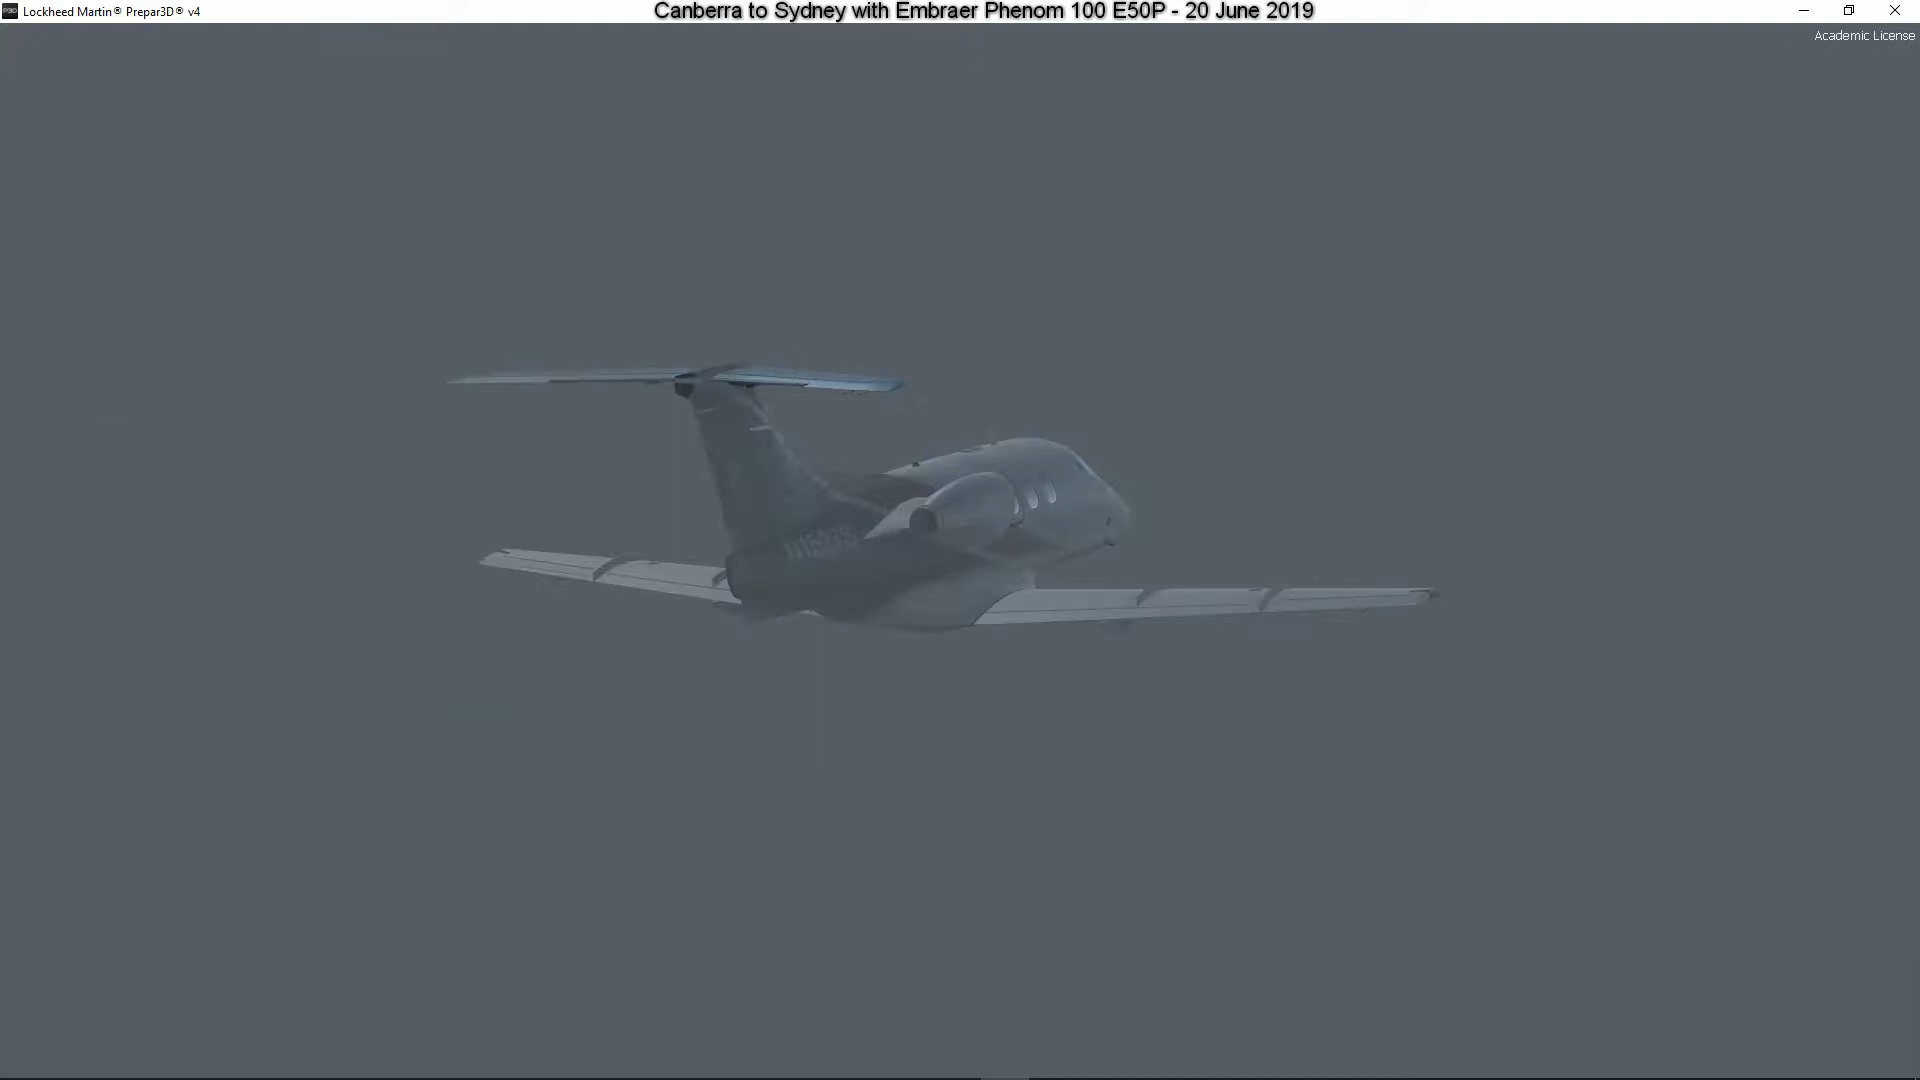 Lockheed Martin® Prepar3D® v4
Canberra to Sydney with Embraer Phenom 100 E50P - 20 June 2019
Academic License